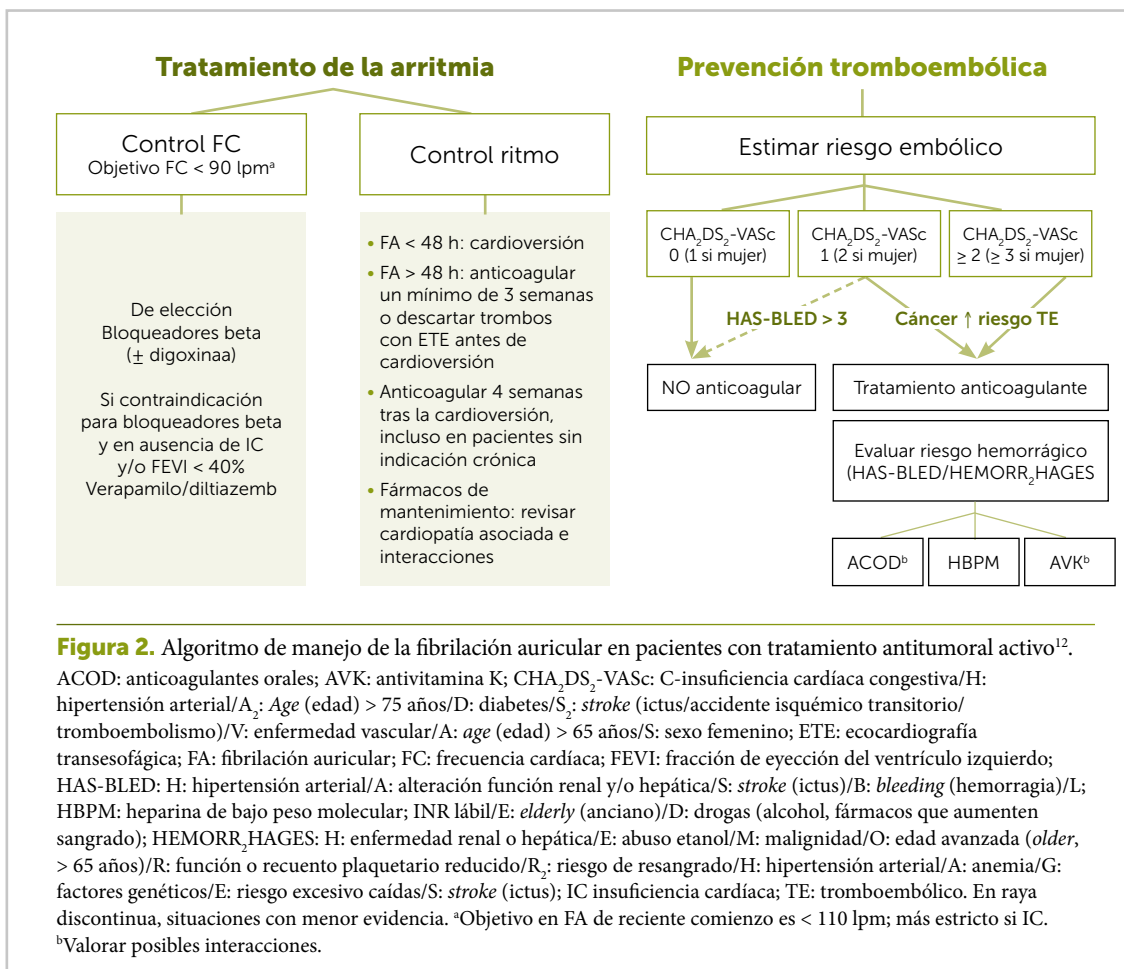 Tratamiento de la arritmia
Control FC
Objetivo FC < 90 lpmᵃ
De elección
Bloqueadores beta
(± digoxinaa)
Si contraindicación
para bloqueadores beta
y en ausencia de IC
y/o FEVI < 40%
Verapamilo/diltiazemb
Control ritmo
• FA < 48 h: cardioversión
• FA > 48 h: anticoagular
un mínimo de 3 semanas
o descartar trombos
con ETE antes de
cardioversión
• Anticoagular 4 semanas
tras la cardioversión,
incluso en pacientes sin
indicación crónica
• Fármacos de
mantenimiento: revisar
cardiopatía asociada e
interacciones
Prevención tromboembólica
Estimar riesgo embólico
CHA₂DS₂-VASc
0 (1 si mujer)
CHA₂DS₂-VASc
1 (2 si mujer)
CHA₂DS₂-VASc
≥ 2 (≥ 3 si mujer)
HAS-BLED > 3
Cáncer ↑ riesgo TE
NO anticoagular
Tratamiento anticoagulante
Evaluar riesgo hemorrágico
(HAS-BLED/HEMORR₂HAGES
ACODᵇ
HBPM
AVKᵇ
Figura 2. Algoritmo de manejo de la fibrilación auricular en pacientes con tratamiento antitumoral activo¹².
ACOD: anticoagulantes orales; AVK: antivitamina K; CHA₂DS₂-VASc: C-insuficiencia cardíaca congestiva/H:
hipertensión arterial/A₂: Age (edad) > 75 años/D: diabetes/S₂: stroke (ictus/accidente isquémico transitorio/
tromboembolismo)/V: enfermedad vascular/A: age (edad) > 65 años/S: sexo femenino; ETE: ecocardiografía
transesofágica; FA: fibrilación auricular; FC: frecuencia cardíaca; FEVI: fracción de eyección del ventrículo izquierdo;
HAS-BLED: H: hipertensión arterial/A: alteración función renal y/o hepática/S: stroke (ictus)/B: bleeding (hemorragia)/L;
HBPM: heparina de bajo peso molecular; INR lábil/E: elderly (anciano)/D: drogas (alcohol, fármacos que aumenten
sangrado); HEMORR₂HAGES: H: enfermedad renal o hepática/E: abuso etanol/M: malignidad/O: edad avanzada (older,
> 65 años)/R: función o recuento plaquetario reducido/R₂: riesgo de resangrado/H: hipertensión arterial/A: anemia/G:
factores genéticos/E: riesgo excesivo caídas/S: stroke (ictus); IC insuficiencia cardíaca; TE: tromboembólico. En raya
discontinua, situaciones con menor evidencia. ᵃObjetivo en FA de reciente comienzo es < 110 lpm; más estricto si IC.
ᵇValorar posibles interacciones.